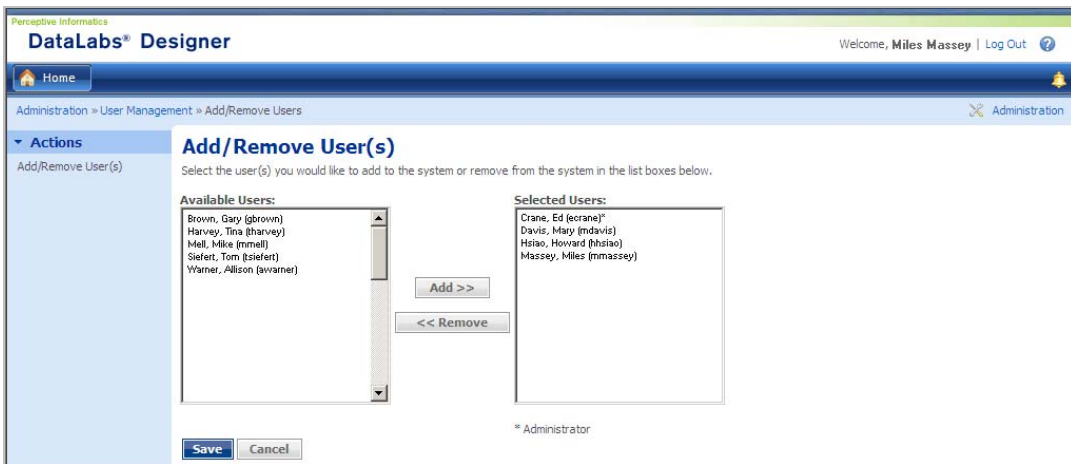 Perceptive Informatics
DataLabs® Designer
Welcome, Miles Massey | Log Out ?
Home
Administration » User Management » Add/Remove Users
Administration
Actions
Add/Remove User(s)
Add/Remove User(s)
Select the user(s) you would like to add to the system or remove from the system in the list boxes below.
Available Users:
Brown, Gary (gbrown)
Harvey, Tina (tharvey)
Mell, Mike (mmell)
Siefert, Tom (tsiefert)
Warner, Allison (awarner)
Add >>
<< Remove
Selected Users:
Crane, Ed (ecrane)*
Davis, Mary (mdavis)
Hsiao, Howard (hhsiao)
Massey, Miles (mmassey)
* Administrator
Save Cancel